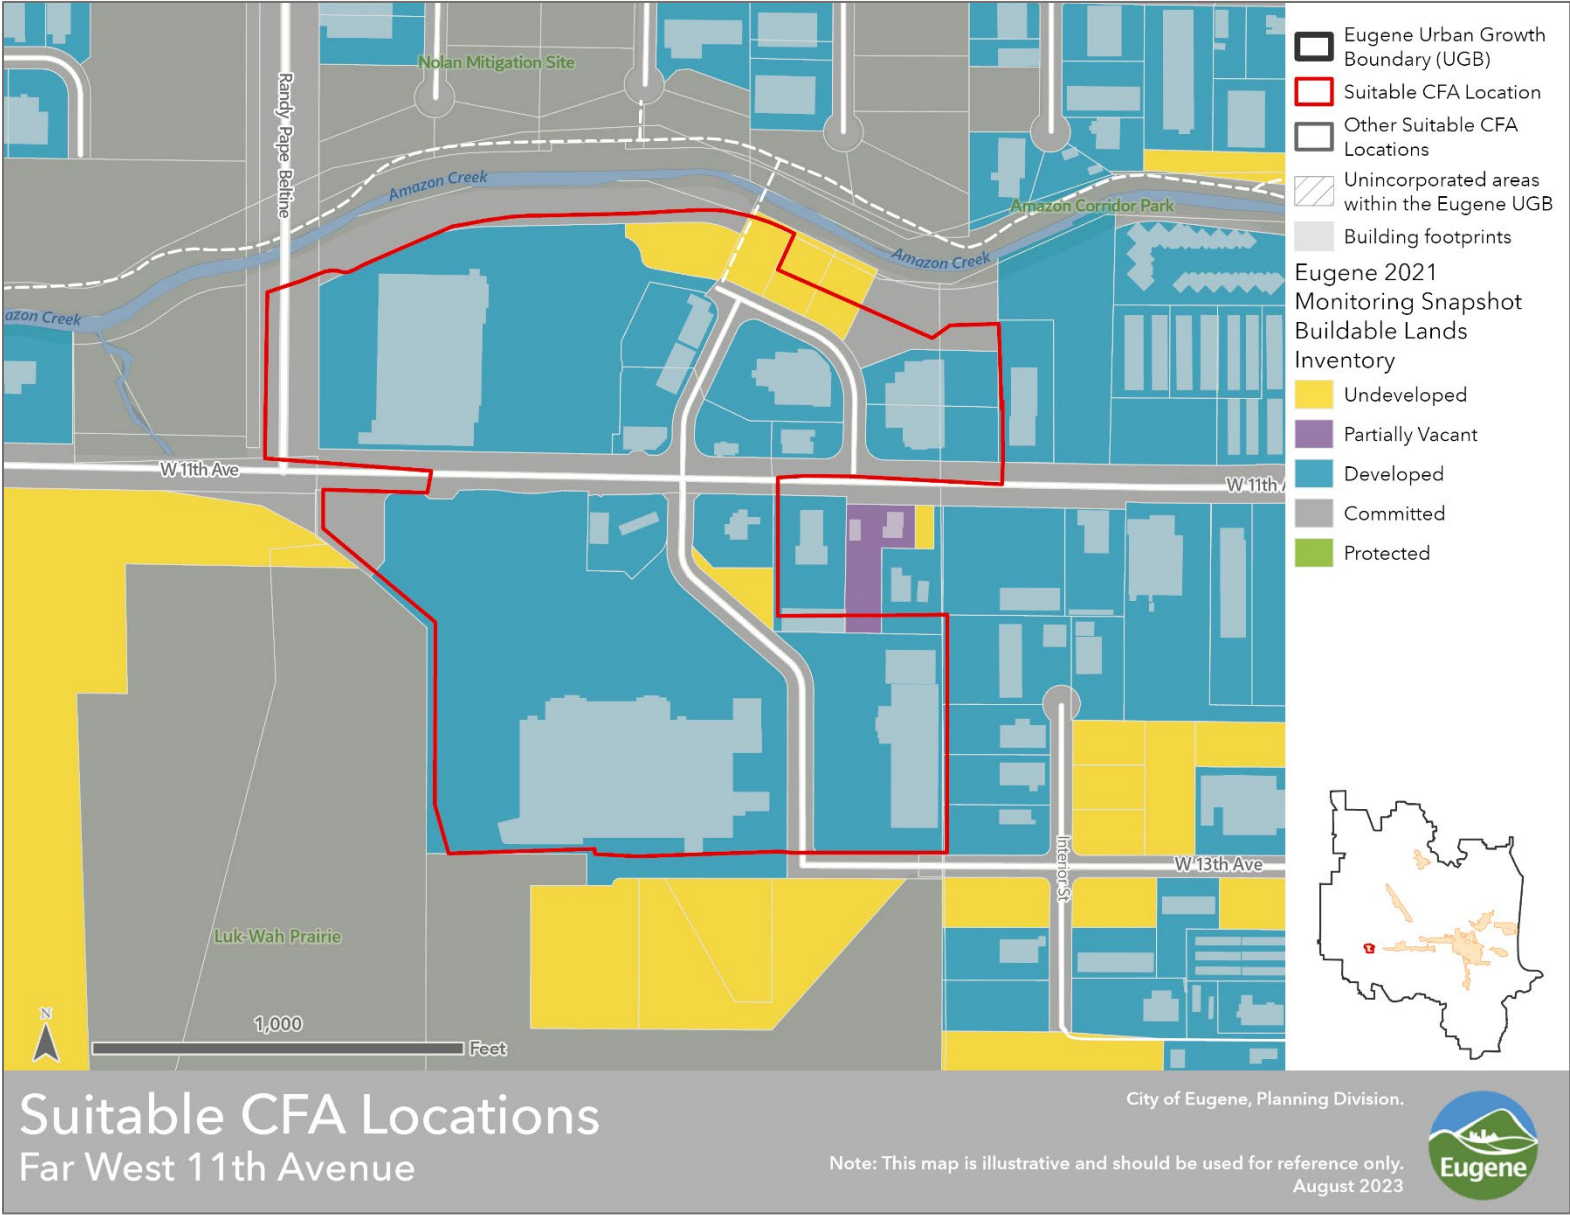 Nolan Mitigation Site
Randy Pape Beltine
Amazon Creek
Amazon Corridor Park
Amazon Creek
azon Creek
W 11th Ave
W 11th A
Interior St
W 13th Ave
Luk-Wah Prairie
N
1,000
Feet
Eugene Urban Growth
Boundary (UGB)
Suitable CFA Location
Other Suitable CFA
Locations
Unincorporated areas
within the Eugene UGB
Building footprints
Eugene 2021
Monitoring Snapshot
Buildable Lands
Inventory
Undeveloped
Partially Vacant
Developed
Committed
Protected
Suitable CFA Locations
Far West 11th Avenue
City of Eugene, Planning Division.
Note: This map is illustrative and should be used for reference only.
August 2023
Eugene